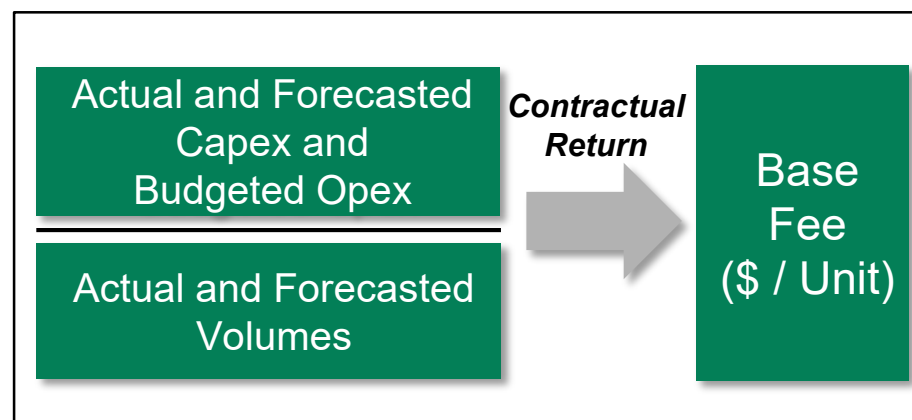 Actual and Forecasted
Capex and
Budgeted Opex
Actual and Forecasted
Volumes
Contractual
Return
Base
Fee
($ / Unit)